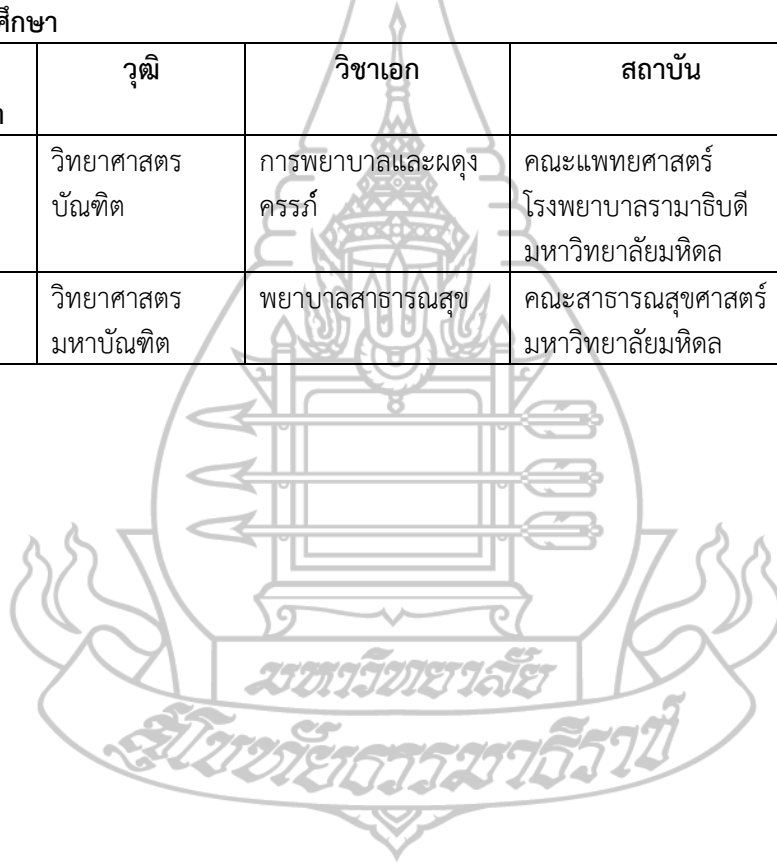 ศึกษา
วุฒิ วิชาเอก สถาบัน
วิทยาศาสตร การพยาบาลและผดุง คณะแพทยศาสตร์
บัณฑิต ครรภ์ โรงพยาบาลรามาธิบดี
มหาวิทยาลัยมหิดล
วิทยาศาสตร พยาบาลสาธารณสุข คณะสาธารณสุขศาสตร์
มหาบัณฑิต มหาวิทยาลัยมหิดล
มหาวิทยาลัย
สุโขทัยธรรมาธิราช